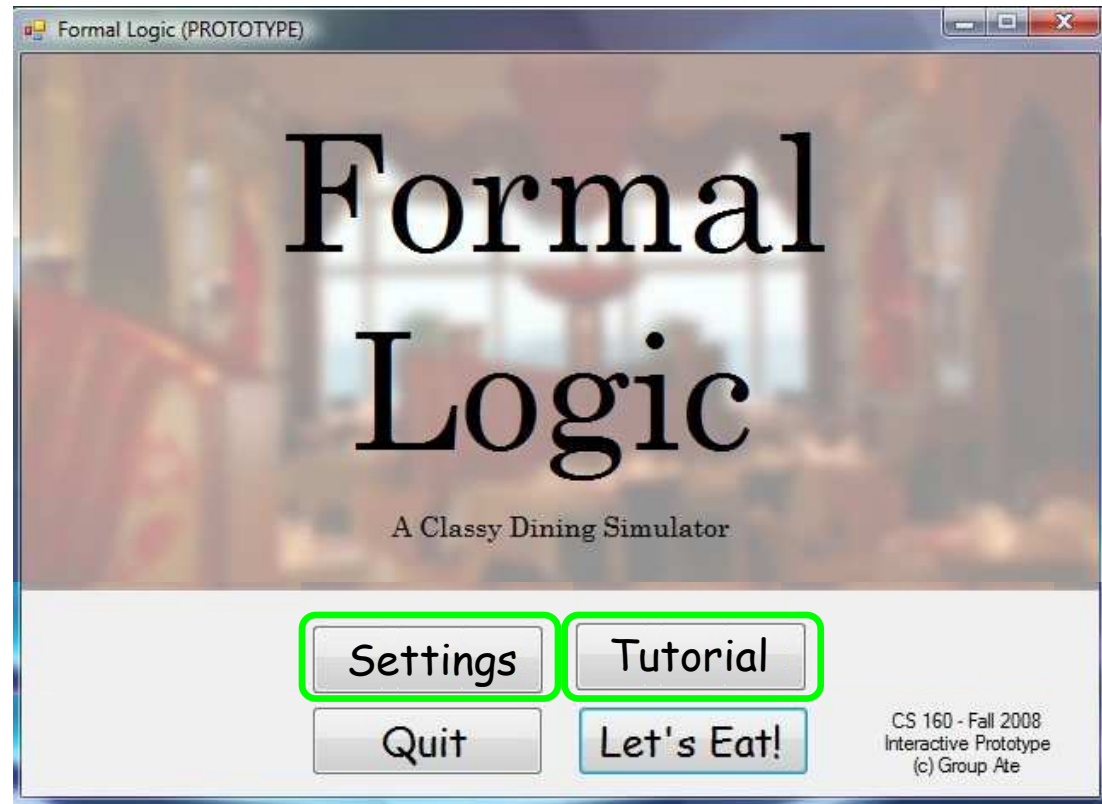 Formal Logic (PROTOTYPE)
Formal
Logic
A Classy Dining Simulator
Settings Tutorial
Quit Let's Eat!
CS 160 - Fall 2008
Interactive Prototype
(c) Group Ate